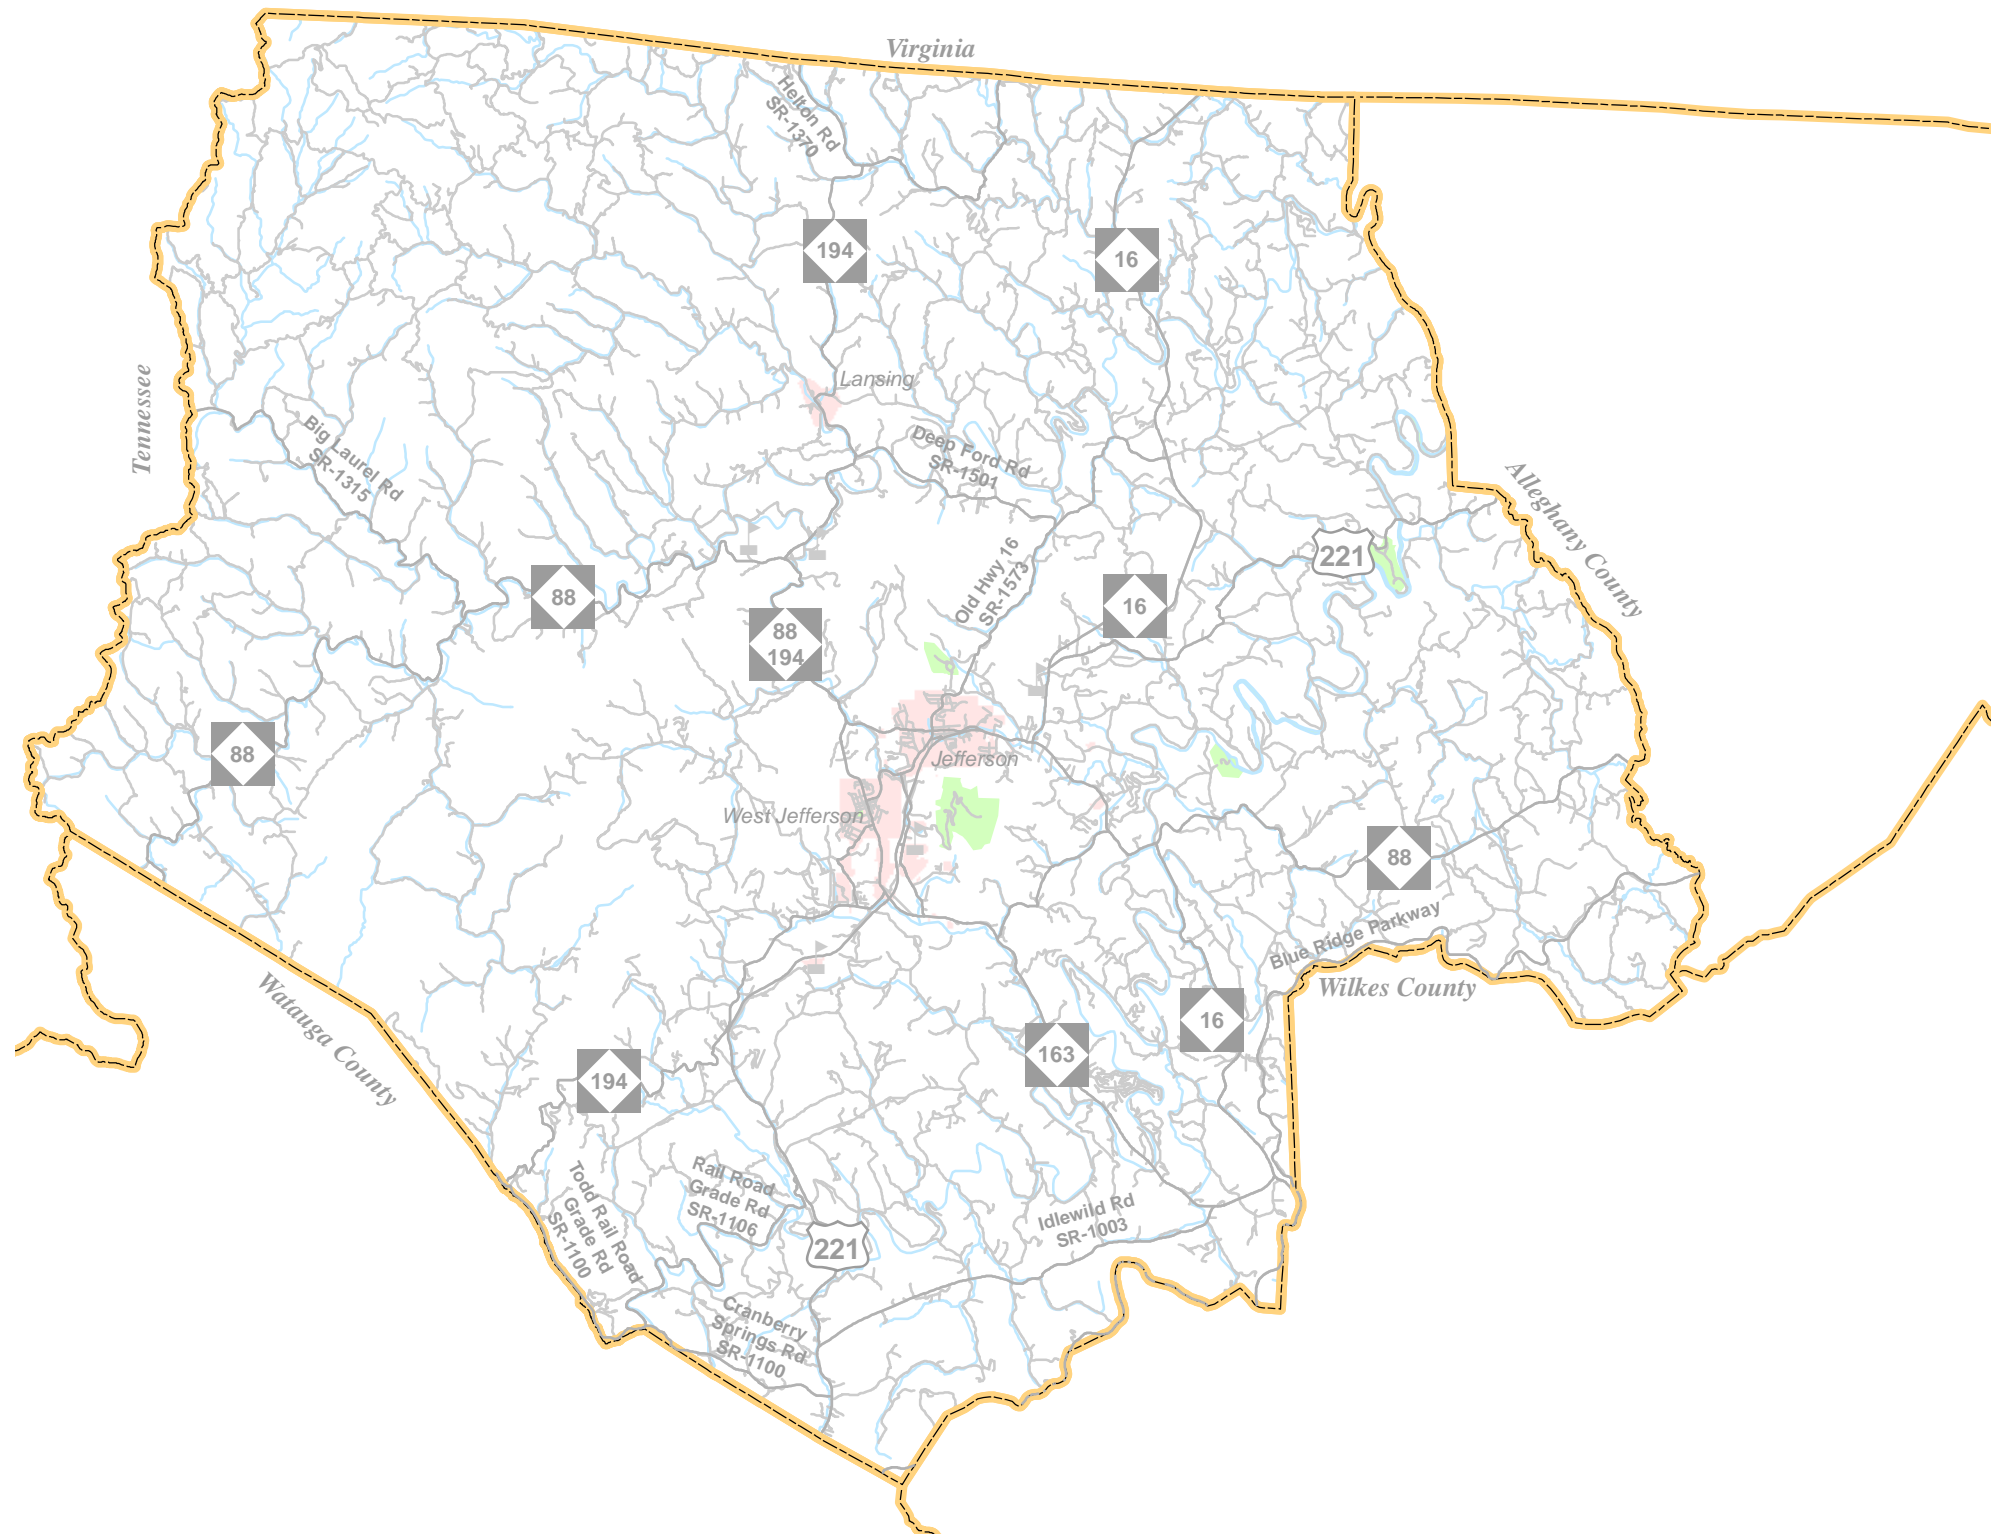 Virginia
Helton Rd
SR-1370
194
16
Tennessee
Lansing
Big Laurel Rd
SR-1315
Deep Ford Rd
SR-1501
Alleghany County
221
Old Hwy 16
SR-1573
88
16
88
194
88
Jefferson
West Jefferson
88
Blue Ridge Parkway
Wilkes County
Watauga County
16
163
194
Rail Road
Grade Rd
SR-1106
Todd Rail Road
Grade Rd
SR-1100
Idlewild Rd
SR-1003
221
Cranberry
Springs Rd
SR-1100